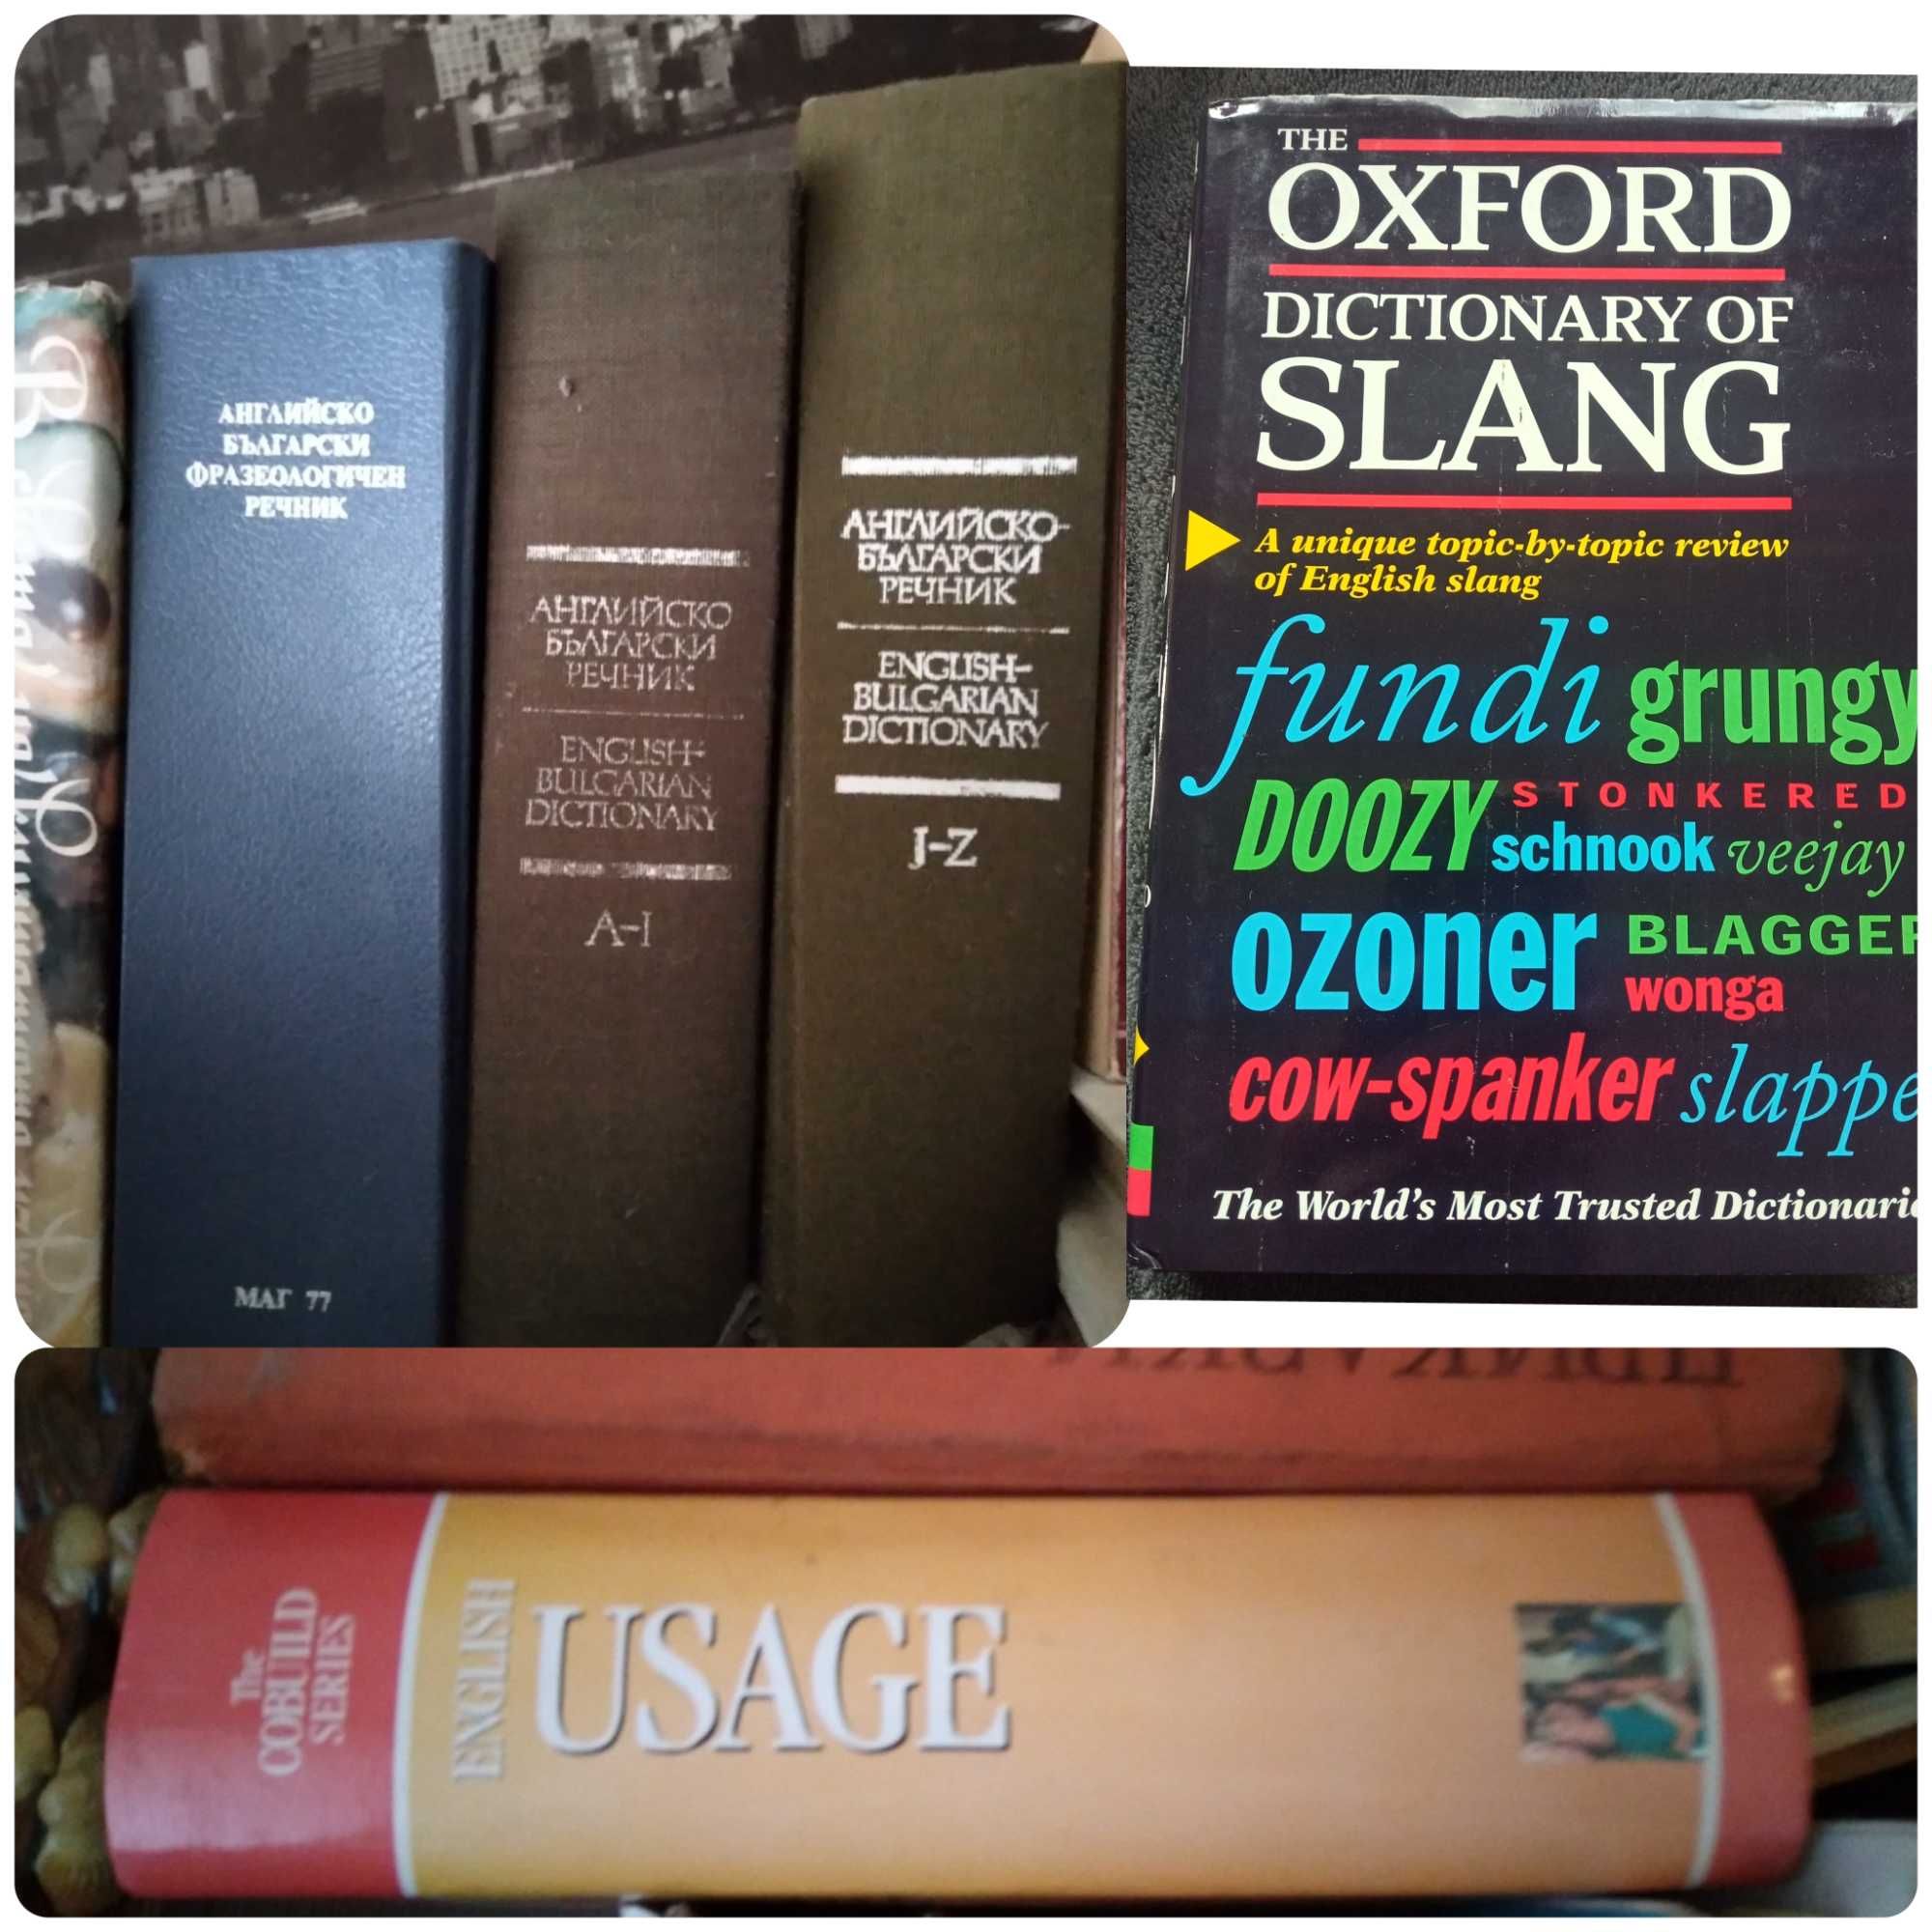 АНГЛИЙСКО
БЪЛГАРСКИ
ФРАЗЕОЛОГИЧЕН
РЕЧНИК
МАГ 77
АНГЛИЙСКО
БЪЛГАРСКИ
РЕЧНИК
ENGLISH-
BULGARIAN
DICTIONARY
A-I
АНГЛИЙСКО-
БЪЛГАРСКИ
РЕЧНИК
ENGLISH-
BULGARIAN
DICTIONARY
J-Z
THE
OXFORD
DICTIONARY OF
SLANG
A unique topic-by-topic review
of English slang
fundi grungy
DOOZY STONKERED
schnook veejay
ozoner BLAGGER
wonga
cow-spanker slappe
The World's Most Trusted Dictionarie
The
COBUILD
SERIES
ENGLISH
USAGE